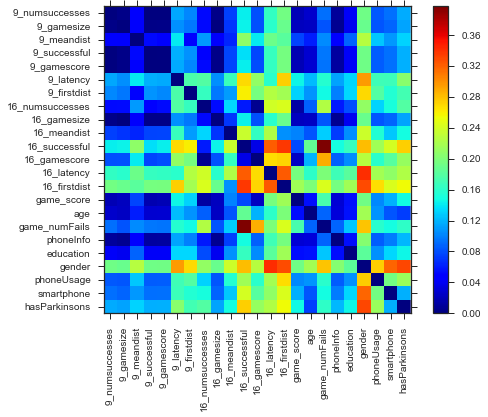 9_numsuccesses
9_gamesize
9_meandist
9_successful
9_gamescore
9_latency
9_firstdist
16_numsuccesses
16_gamesize
16_meandist
16_successful
16_gamescore
16_latency
16_firstdist
game_score
age
game_numFails
phoneInfo
education
gender
phoneUsage
smartphone
hasParkinsons
0.36
0.32
0.28
0.24
0.20
0.16
0.12
0.08
0.04
0.00
9_numsuccesses
9_gamesize
9_meandist
9_successful
9_gamescore
9_latency
9_firstdist
16_numsuccesses
16_gamesize
16_meandist
16_successful
16_gamescore
16_latency
16_firstdist
game_score
age
game_numFails
phoneInfo
education
gender
phoneUsage
smartphone
hasParkinsons